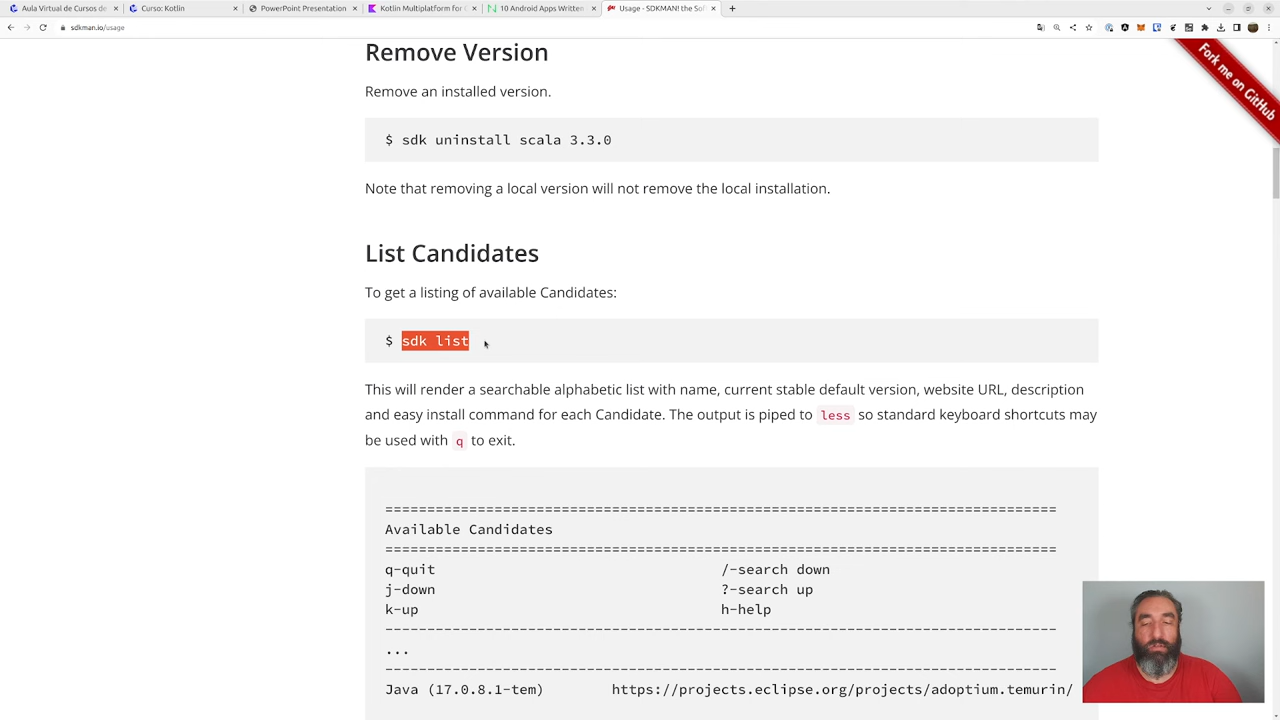 Aula Virtual de Cursos de
Curso: Kotlin
PowerPoint Presentation
Kotlin Multiplatform for
10 Android Apps Written
Usage - SDKMAN! the Sof
sdkman.io/usage
Fork me on GitHub
Remove Version
Remove an installed version.
$ sdk uninstall scala 3.3.0
Note that removing a local version will not remove the local installation.
List Candidates
To get a listing of available Candidates:
$ sdk list
This will render a searchable alphabetic list with name, current stable default version, website URL, description
and easy install command for each Candidate. The output is piped to less so standard keyboard shortcuts may
be used with q to exit.
================================================================================
Available Candidates
================================================================================
q-quit /-search down
j-down ?-search up
k-up h-help
--------------------------------------------------------------------------------
...
--------------------------------------------------------------------------------
Java (17.0.8.1-tem) https://projects.eclipse.org/projects/adoptium.temurin/